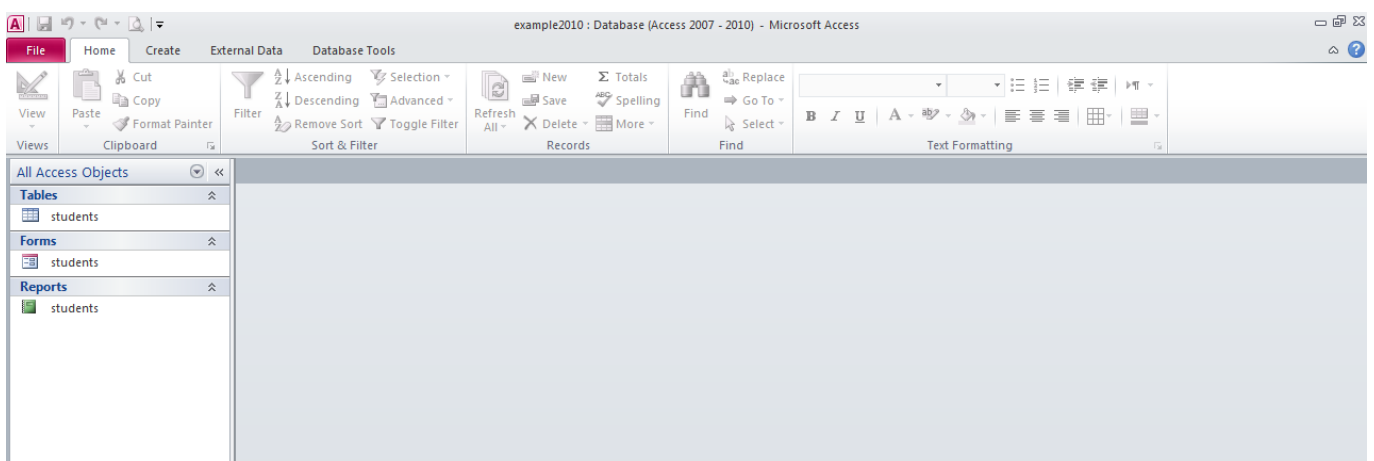 example2010 : Database (Access 2007 - 2010) - Microsoft Access
File Home Create External Data Database Tools
View
Views
Paste
Cut
Copy
Format Painter
Clipboard
Filter
Ascending
Descending
Remove Sort
Selection
Advanced
Toggle Filter
Sort & Filter
Refresh
All
New
Save
Delete
Totals
Spelling
More
Records
Find
Replace
Go To
Select
Find
B I U A
Text Formatting
All Access Objects
Tables
students
Forms
students
Reports
students